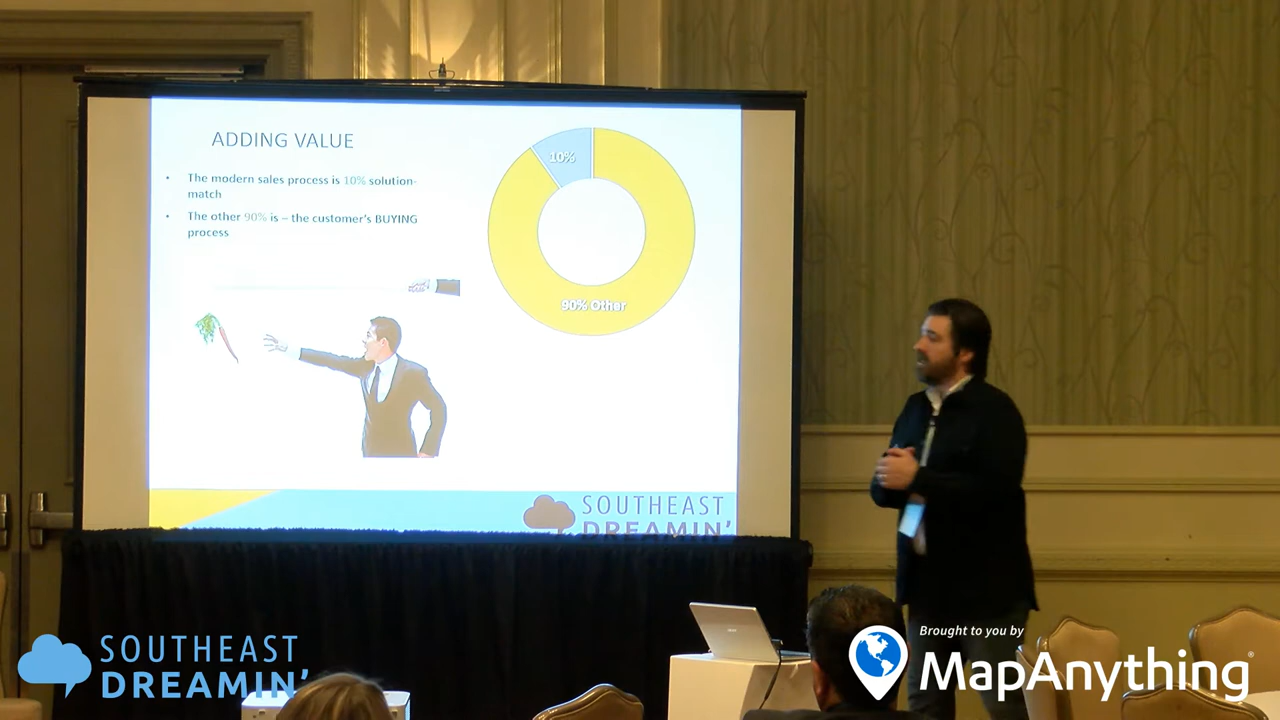 ADDING VALUE
• The modern sales process is 10% solution-
match
• The other 90% is – the customer's BUYING
process
10%
90% Other
SOUTHEAST
DREAMIN'
SOUTHEAST
DREAMIN'
Brought to you by
MapAnything®